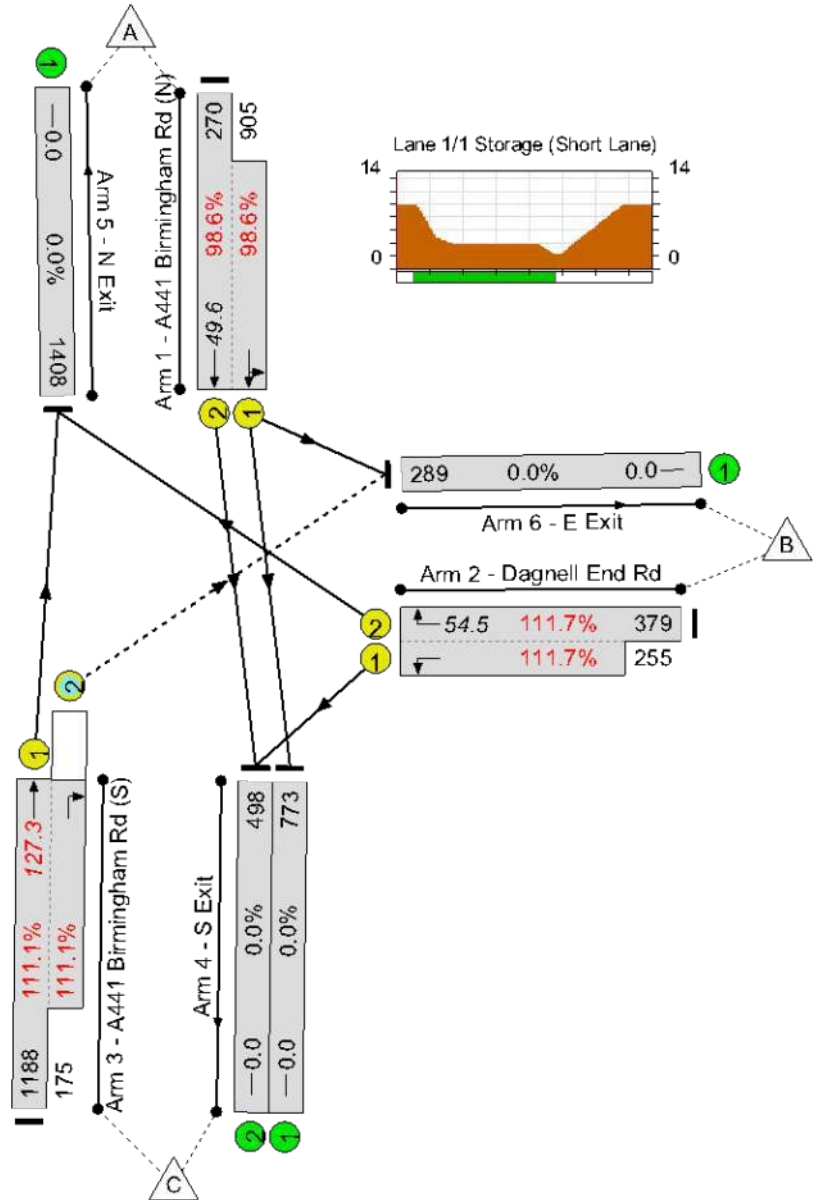 A
1
0.0
0.0%
1408
Arm 5 - N Exit
Arm 1 - A441 Birmingham Rd (N)
270
905
98.6%
98.6%
49.6
2
1
Lane 1/1 Storage (Short Lane)
14
14
0
0
289 0.0% 0.0
1
Arm 6 - E Exit
B
Arm 2 - Dagnell End Rd
2
54.5 111.7% 379
1
111.7% 255
2
1
127.3
111.1%
111.1%
1188
175
Arm 3 - A441 Birmingham Rd (S)
Arm 4 - S Exit
498
773
0.0%
0.0%
0.0
0.0
2
1
C